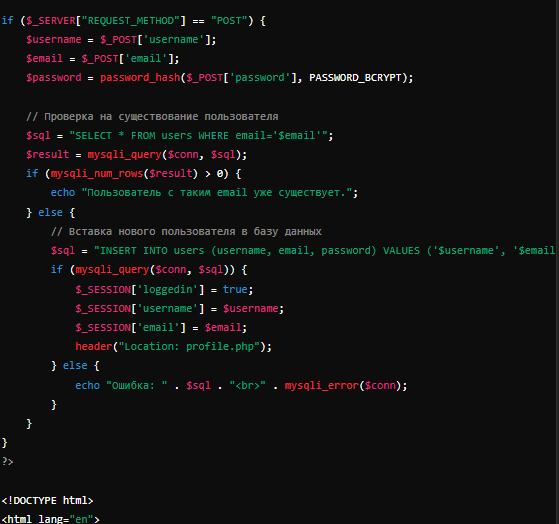 if ($_SERVER["REQUEST_METHOD"] == "POST") {
    $username = $_POST['username'];
    $email = $_POST['email'];
    $password = password_hash($_POST['password'], PASSWORD_BCRYPT);

    // Проверка на существование пользователя
    $sql = "SELECT * FROM users WHERE email='$email'";
    $result = mysqli_query($conn, $sql);
    if (mysqli_num_rows($result) > 0) {
        echo "Пользователь с таким email уже существует.";
    } else {
        // Вставка нового пользователя в базу данных
        $sql = "INSERT INTO users (username, email, password) VALUES ('$username', '$email
        if (mysqli_query($conn, $sql)) {
            $_SESSION['loggedin'] = true;
            $_SESSION['username'] = $username;
            $_SESSION['email'] = $email;
            header("Location: profile.php");
        } else {
            echo "Ошибка: " . $sql . "<br>" . mysqli_error($conn);
        }
    }
}
?>

<!DOCTYPE html>
<html lang="en">